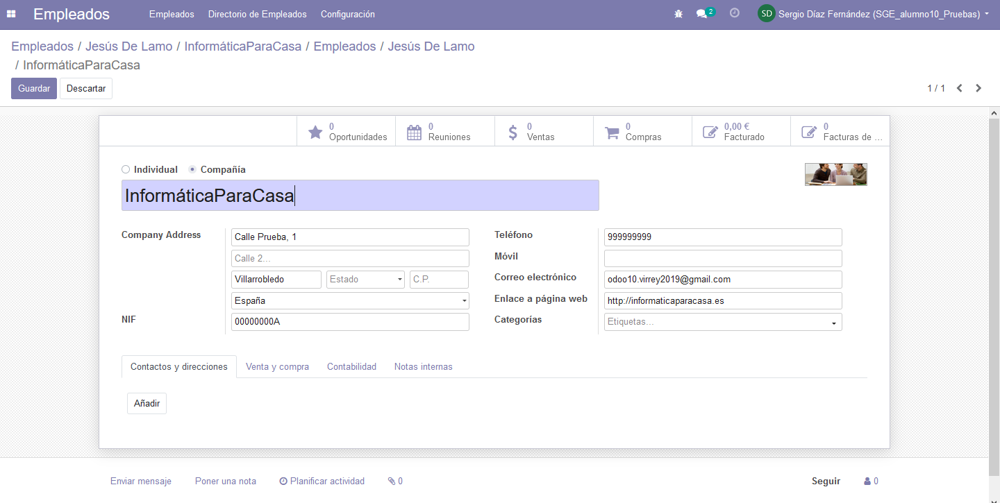 Empleados Empleados Directorio de Empleados Configuración 2 SD Sergio Díaz Fernández (SGE_alumno10_Pruebas)
Empleados / Jesús De Lamo / InformáticaParaCasa / Empleados / Jesús De Lamo
/ InformáticaParaCasa
Guardar Descartar 1 / 1
0 Oportunidades
0 Reuniones
0 Ventas
0 Compras
0,00 € Facturado
0 Facturas de ...
Individual Compañía
InformáticaParaCasa
Company Address Calle Prueba, 1
Calle 2...
Villarrobledo Estado C.P.
España
NIF 00000000A
Teléfono 999999999
Móvil
Correo electrónico odoo10.virrey2019@gmail.com
Enlace a página web http://informaticaparacasa.es
Categorías Etiquetas...
Contactos y direcciones Venta y compra Contabilidad Notas internas
Añadir
Enviar mensaje Poner una nota Planificar actividad 0 Seguir 0